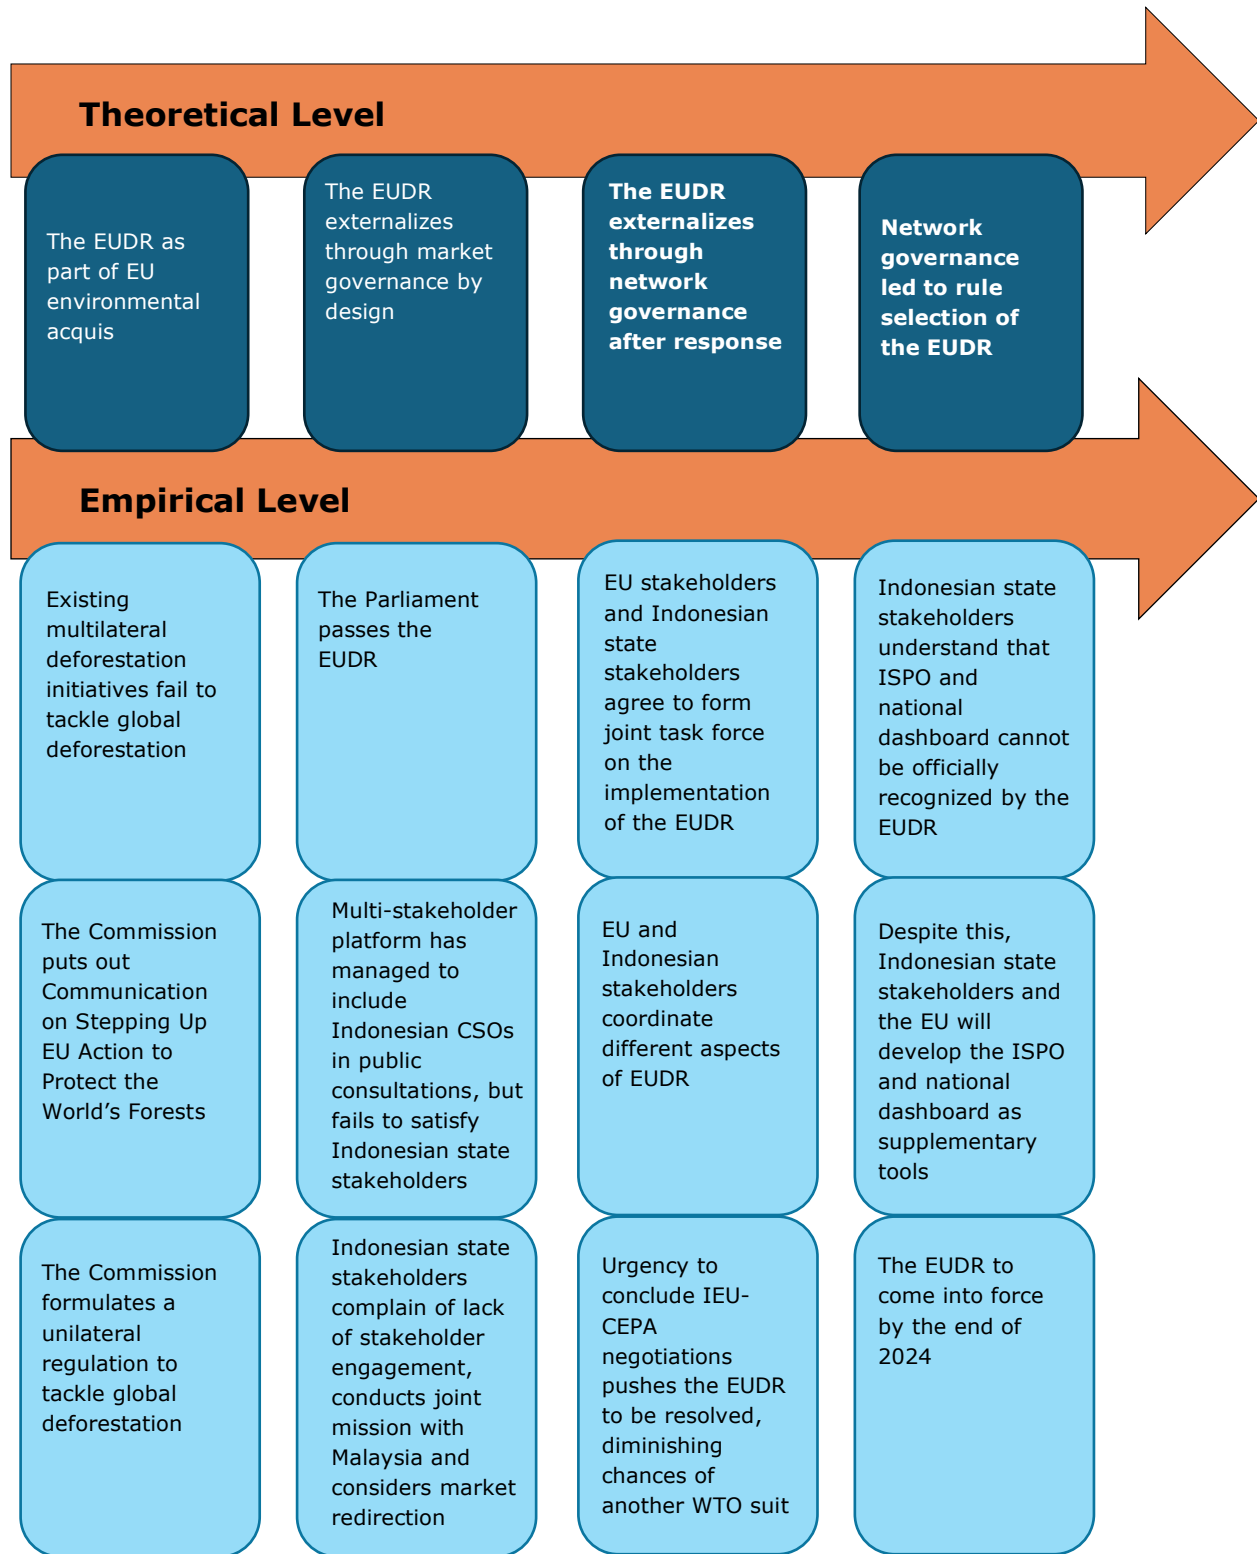 Theoretical Level
The EUDR as
part of EU
environmental
acquis
The EUDR
externalizes
through market
governance by
design
The EUDR
externalizes
through
network
governance
after response
Network
governance
led to rule
selection of
the EUDR
Empirical Level
Existing
multilateral
deforestation
initiatives fail to
tackle global
deforestation
The Parliament
passes the
EUDR
EU stakeholders
and Indonesian
state
stakeholders
agree to form
joint task force
on the
implementation
of the EUDR
Indonesian state
stakeholders
understand that
ISPO and
national
dashboard cannot
be officially
recognized by the
EUDR
The Commission
puts out
Communication
on Stepping Up
EU Action to
Protect the
World’s Forests
Multi-stakeholder
platform has
managed to
include
Indonesian CSOs
in public
consultations, but
fails to satisfy
Indonesian state
stakeholders
EU and
Indonesian
stakeholders
coordinate
different aspects
of EUDR
Despite this,
Indonesian state
stakeholders and
the EU will
develop the ISPO
and national
dashboard as
supplementary
tools
The Commission
formulates a
unilateral
regulation to
tackle global
deforestation
Indonesian state
stakeholders
complain of lack
of stakeholder
engagement,
conducts joint
mission with
Malaysia and
considers market
redirection
Urgency to
conclude IEU-
CEPA
negotiations
pushes the EUDR
to be resolved,
diminishing
chances of
another WTO suit
The EUDR to
come into force
by the end of
2024